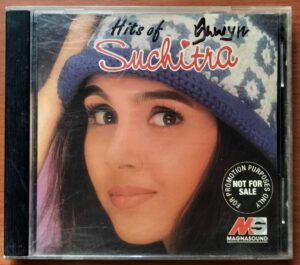 Hits of
Suchitra
FOR PROMOTION PURPOSES ONLY
NOT FOR
SALE
MS
MAGNASOUND